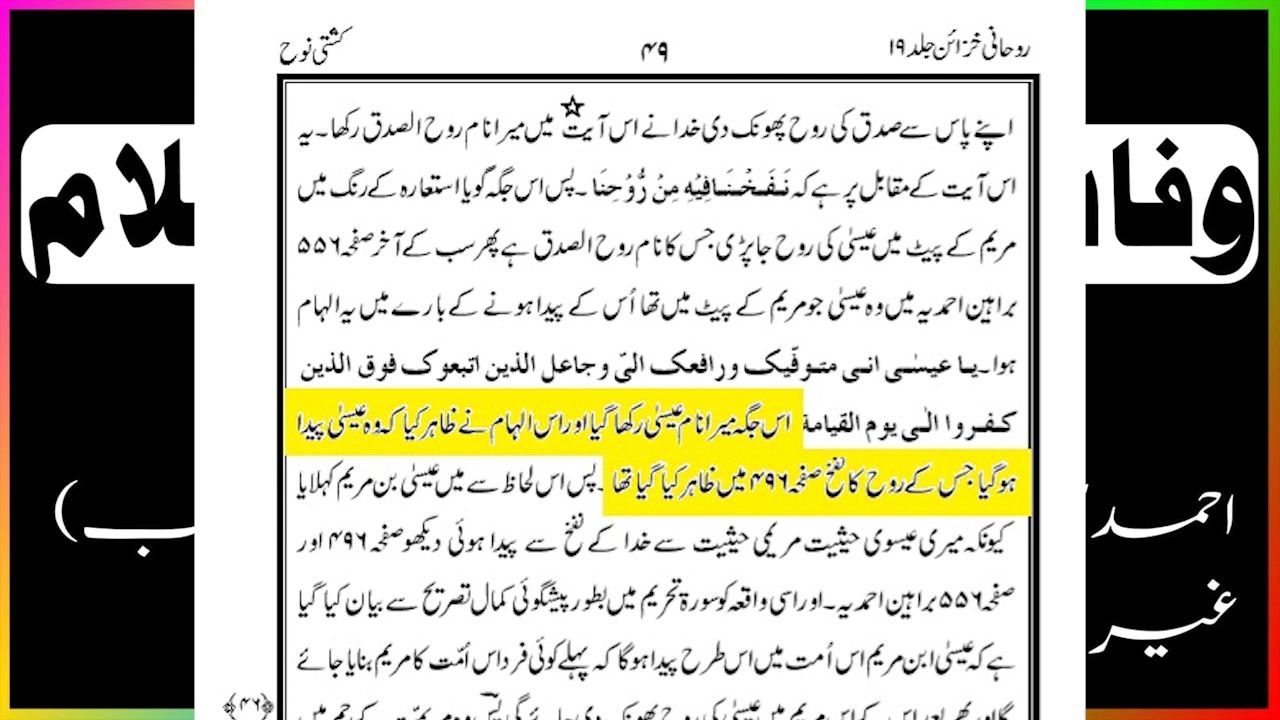 روحانی خزائن جلد ۱۹
۴۹
کشتی نوح
اپنے پاس سے صدق کی روح پھونک دی خدا نے اس آیت☆ میں میرا نام روح الصدق رکھا۔ یہ
اس آیت کے مقابل پر ہے کہ نَفَخْنَا فِيْهِ مِنْ رُّوْحِنَا ۔ پس اس جگہ گویا استعارہ کے رنگ میں
مریم کے پیٹ میں عیسیٰ کی روح جا پڑی جس کا نام روح الصدق ہے پھر سب کے آخر صفحہ ۵۵۶
براہین احمدیہ میں وہ عیسیٰ جو مریم کے پیٹ میں تھا اُس کے پیدا ہونے کے بارے میں یہ الہام
ہوا۔ یا عیسٰی انی متوفّیک ورافعک الیّ وجاعل الذین اتبعوک فوق الذین
کفروا الٰی یوم القیامة اس جگہ میرا نام عیسیٰ رکھا گیا اور اس الہام نے ظاہر کیا کہ وہ عیسیٰ پیدا
ہو گیا جس کے روح کا نفخ صفحہ ۴۹۶ میں ظاہر کیا گیا تھا۔ پس اس لحاظ سے میں عیسیٰ بن مریم کہلایا
کیونکہ میری عیسوی حیثیت مریمی حیثیت سے خدا کے نفخ سے پیدا ہوئی دیکھو صفحہ ۴۹۶ اور
صفحہ ۵۵۶ براہین احمدیہ۔ اور اسی واقعہ کو سورۃ تحریم میں بطور پیشگوئی کمال تصریح سے بیان کیا گیا
ہے کہ عیسیٰ ابن مریم اس اُمت میں اس طرح پیدا ہوگا کہ پہلے کوئی فرد اس اُمّت کا مریم بنایا جائے
﴿۴۶﴾
وفا
لام
احمد
ب)
غیر